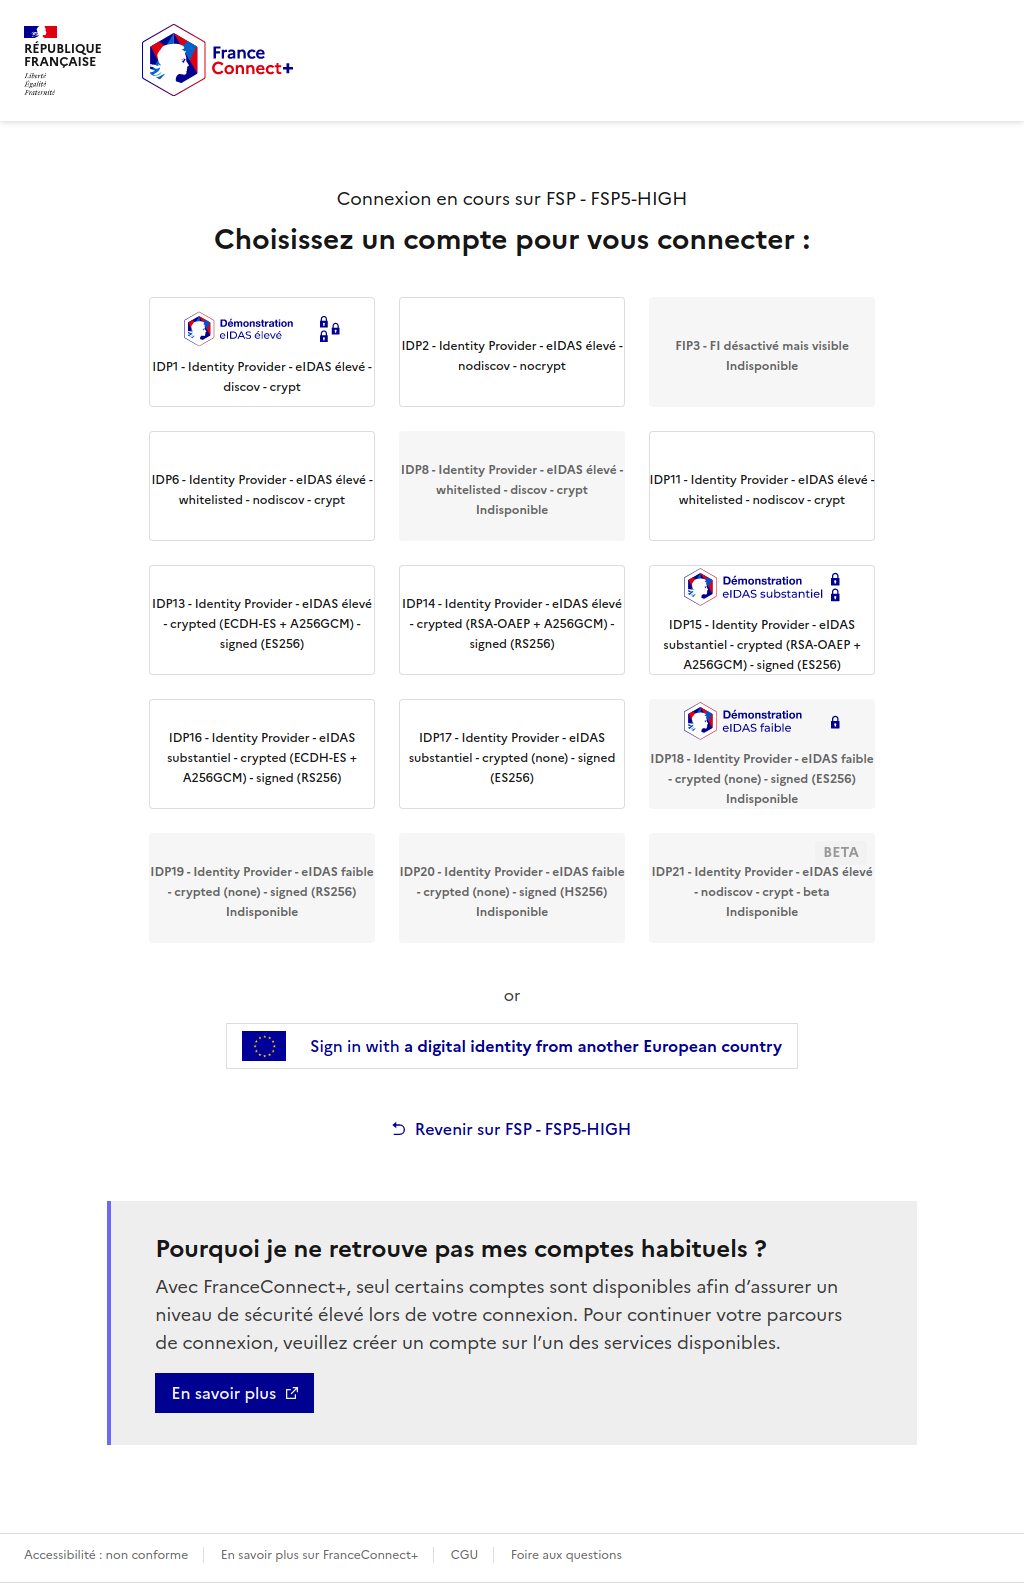 RÉPUBLIQUE
FRANÇAISE
Liberté
Égalité
Fraternité
France
Connect+
Connexion en cours sur FSP - FSP5-HIGH
Choisissez un compte pour vous connecter :
Démonstration
eIDAS élevé
IDP1 - Identity Provider - eIDAS élevé -
discov - crypt
IDP2 - Identity Provider - eIDAS élevé -
nodiscov - nocrypt
FIP3 - FI désactivé mais visible
Indisponible
IDP6 - Identity Provider - eIDAS élevé -
whitelisted - nodiscov - crypt
IDP8 - Identity Provider - eIDAS élevé -
whitelisted - discov - crypt
Indisponible
IDP11 - Identity Provider - eIDAS élevé -
whitelisted - nodiscov - crypt
IDP13 - Identity Provider - eIDAS élevé
- crypted (ECDH-ES + A256GCM) -
signed (ES256)
IDP14 - Identity Provider - eIDAS élevé
- crypted (RSA-OAEP + A256GCM) -
signed (RS256)
Démonstration
eIDAS substantiel
IDP15 - Identity Provider - eIDAS
substantiel - crypted (RSA-OAEP +
A256GCM) - signed (ES256)
IDP16 - Identity Provider - eIDAS
substantiel - crypted (ECDH-ES +
A256GCM) - signed (RS256)
IDP17 - Identity Provider - eIDAS
substantiel - crypted (none) - signed
(ES256)
Démonstration
eIDAS faible
IDP18 - Identity Provider - eIDAS faible
- crypted (none) - signed (ES256)
Indisponible
IDP19 - Identity Provider - eIDAS faible
- crypted (none) - signed (RS256)
Indisponible
IDP20 - Identity Provider - eIDAS faible
- crypted (none) - signed (HS256)
Indisponible
BETA
IDP21 - Identity Provider - eIDAS élevé
- nodiscov - crypt - beta
Indisponible
or
Sign in with a digital identity from another European country
Revenir sur FSP - FSP5-HIGH
Pourquoi je ne retrouve pas mes comptes habituels ?
Avec FranceConnect+, seul certains comptes sont disponibles afin d’assurer un
niveau de sécurité élevé lors de votre connexion. Pour continuer votre parcours
de connexion, veuillez créer un compte sur l’un des services disponibles.
En savoir plus
Accessibilité : non conforme
En savoir plus sur FranceConnect+
CGU
Foire aux questions